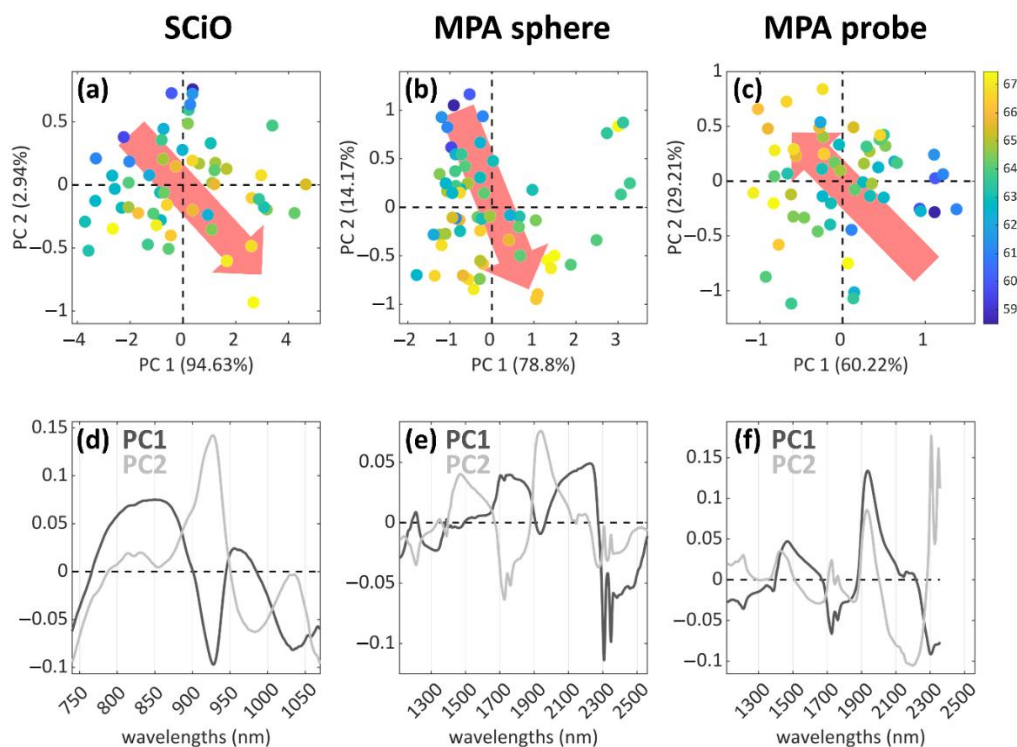 SCiO MPA sphere MPA probe
(a) (b) (c)
PC 2 (2.94%)
0.5
0
−0.5
−1
−4 −2 0 2 4
PC 1 (94.63%)
PC 2 (14.17%)
1
0.5
0
−0.5
−1
−2 −1 0 1 2 3
PC 1 (78.8%)
PC 2 (29.21%)
1
0.5
0
−0.5
−1
−1 0 1
PC 1 (60.22%)
67
66
65
64
63
62
61
60
59
(d) PC1
PC2
0.15
0.1
0.05
0
−0.05
−0.1
750 800 850 900 950 1000 1050
wavelengths (nm)
(e) PC1
PC2
0.05
0
−0.05
−0.1
1300 1500 1700 1900 2100 2300 2500
wavelengths (nm)
(f) PC1
PC2
0.15
0.1
0.05
0
−0.05
−0.1
1300 1500 1700 1900 2100 2300 2500
wavelengths (nm)